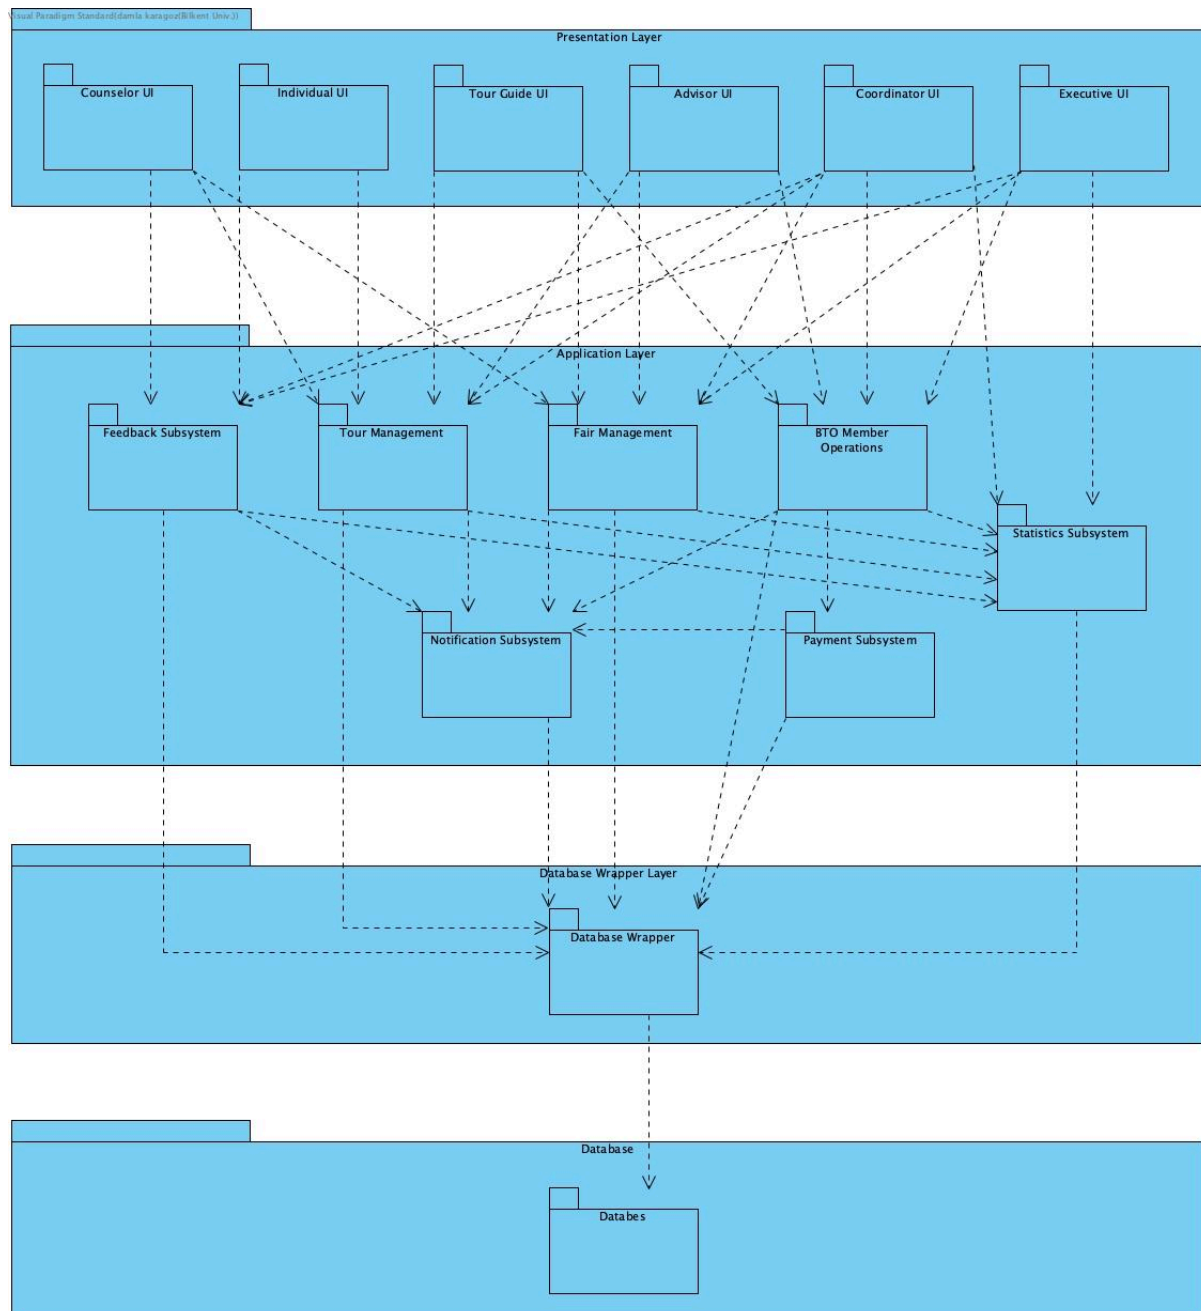 Visual Paradigm Standard(damla karagoz(Bilkent Univ.))
Presentation Layer
Counselor UI
Individual UI
Tour Guide UI
Advisor UI
Coordinator UI
Executive UI
Application Layer
Feedback Subsystem
Tour Management
Fair Management
BTO Member
Operations
Statistics Subsystem
Notification Subsystem
Payment Subsystem
Database Wrapper Layer
Database Wrapper
Database
Databes